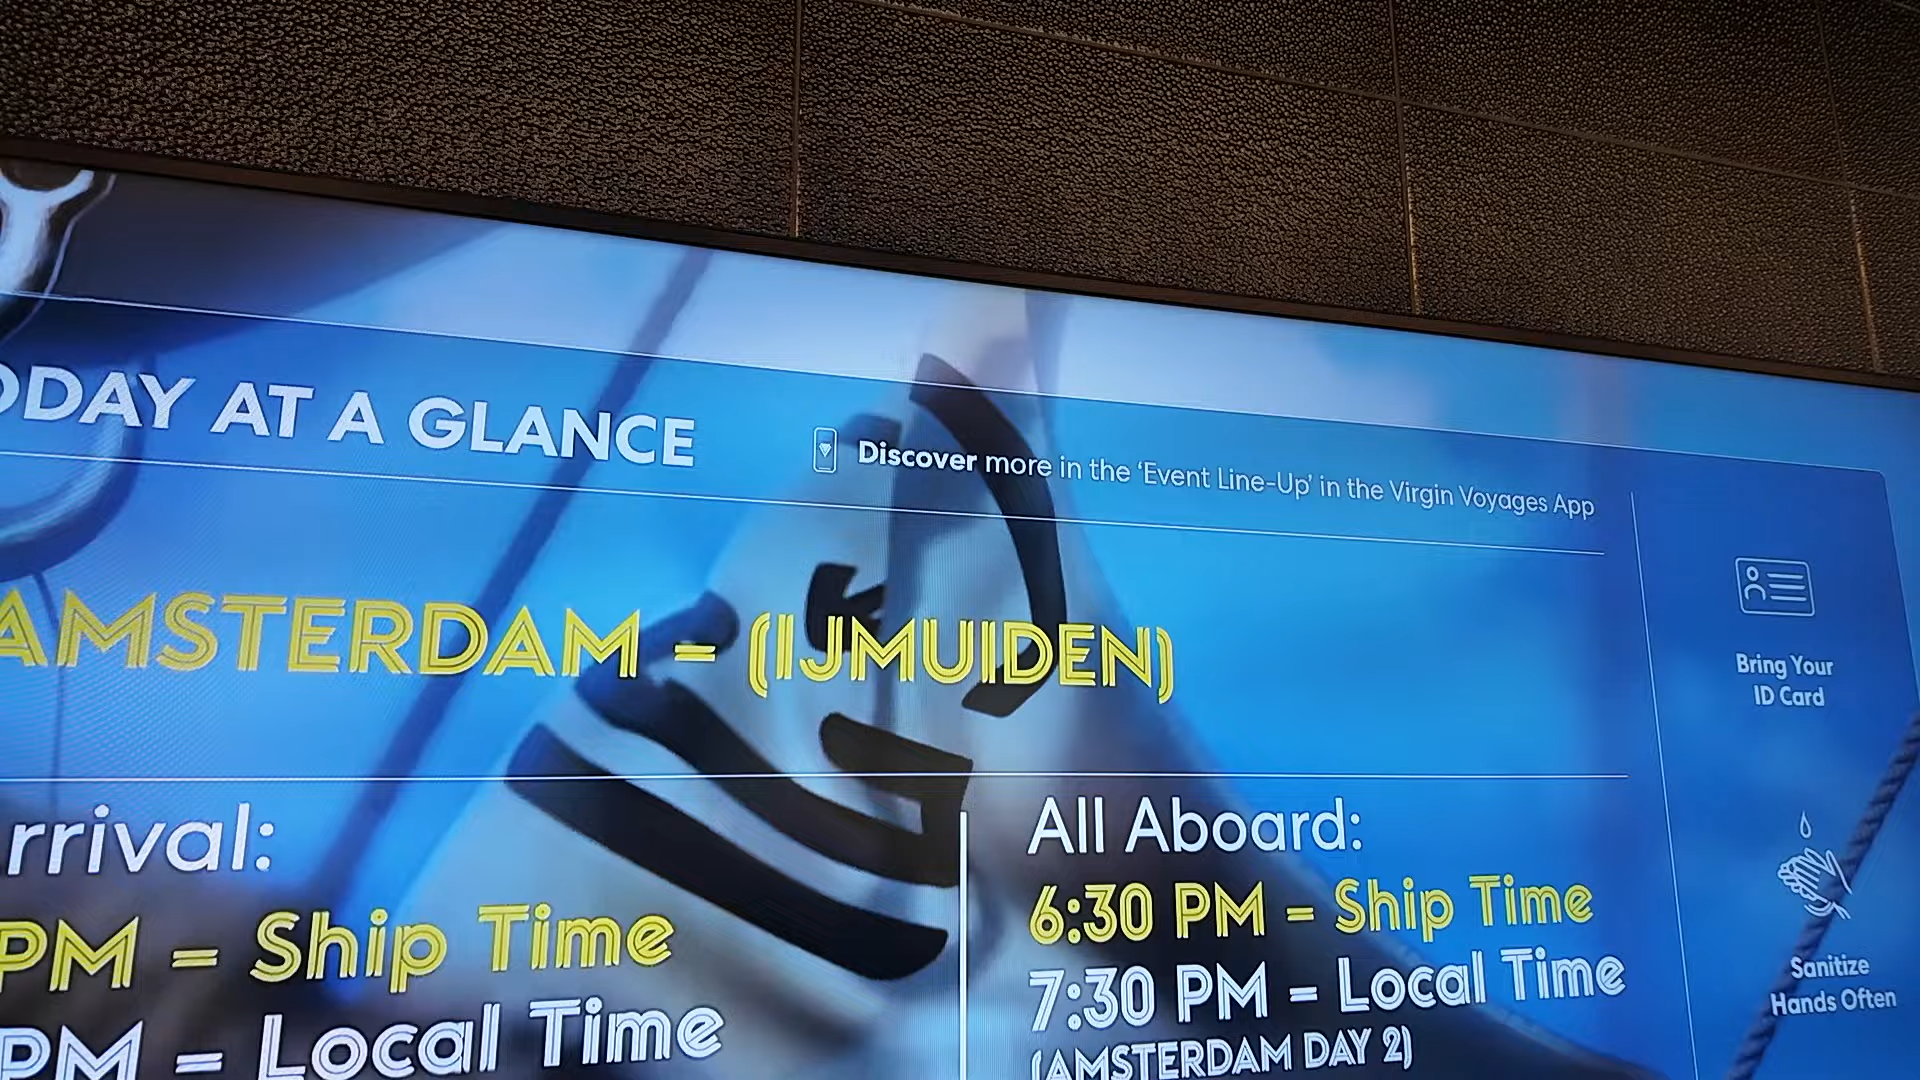 ODAY AT A GLANCE
Discover more in the ‘Event Line-Up’ in the Virgin Voyages App
AMSTERDAM - (IJMUIDEN)
rrival:
PM - Ship Time
PM - Local Time
All Aboard:
6:30 PM - Ship Time
7:30 PM - Local Time
(AMSTERDAM DAY 2)
Bring Your
ID Card
Sanitize
Hands Often